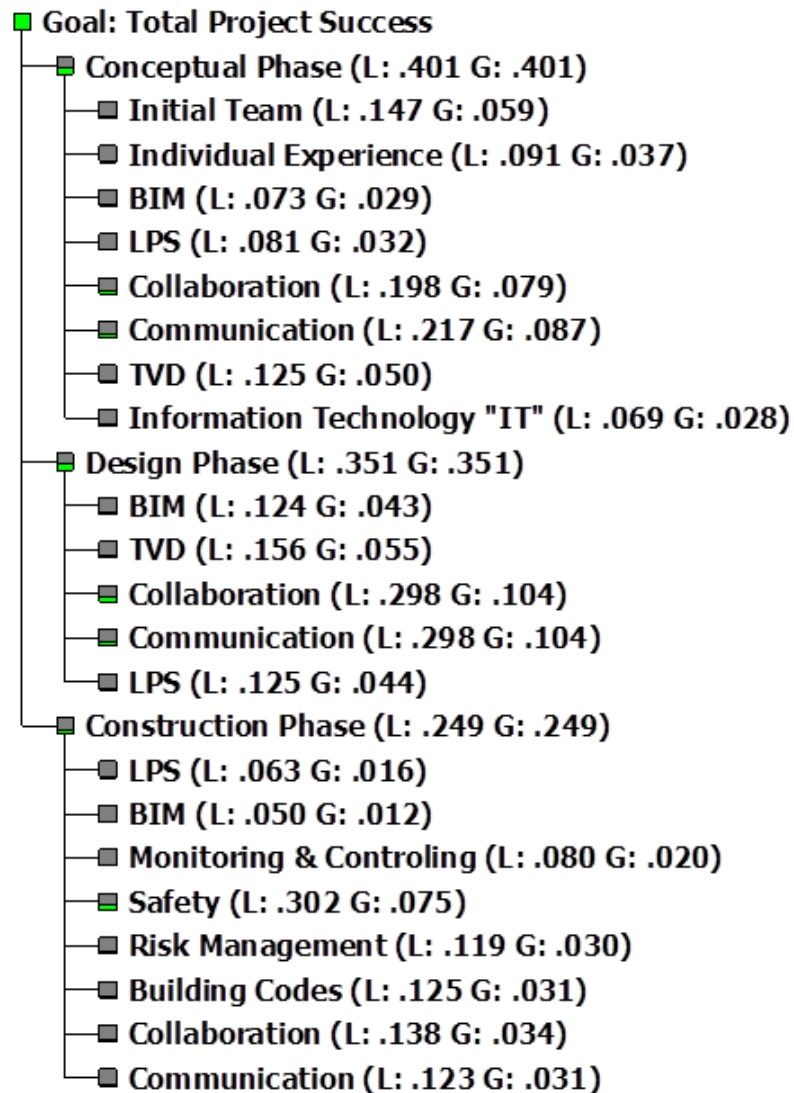 Goal: Total Project Success
Conceptual Phase (L: .401 G: .401)
Initial Team (L: .147 G: .059)
Individual Experience (L: .091 G: .037)
BIM (L: .073 G: .029)
LPS (L: .081 G: .032)
Collaboration (L: .198 G: .079)
Communication (L: .217 G: .087)
TVD (L: .125 G: .050)
Information Technology "IT" (L: .069 G: .028)
Design Phase (L: .351 G: .351)
BIM (L: .124 G: .043)
TVD (L: .156 G: .055)
Collaboration (L: .298 G: .104)
Communication (L: .298 G: .104)
LPS (L: .125 G: .044)
Construction Phase (L: .249 G: .249)
LPS (L: .063 G: .016)
BIM (L: .050 G: .012)
Monitoring & Controling (L: .080 G: .020)
Safety (L: .302 G: .075)
Risk Management (L: .119 G: .030)
Building Codes (L: .125 G: .031)
Collaboration (L: .138 G: .034)
Communication (L: .123 G: .031)